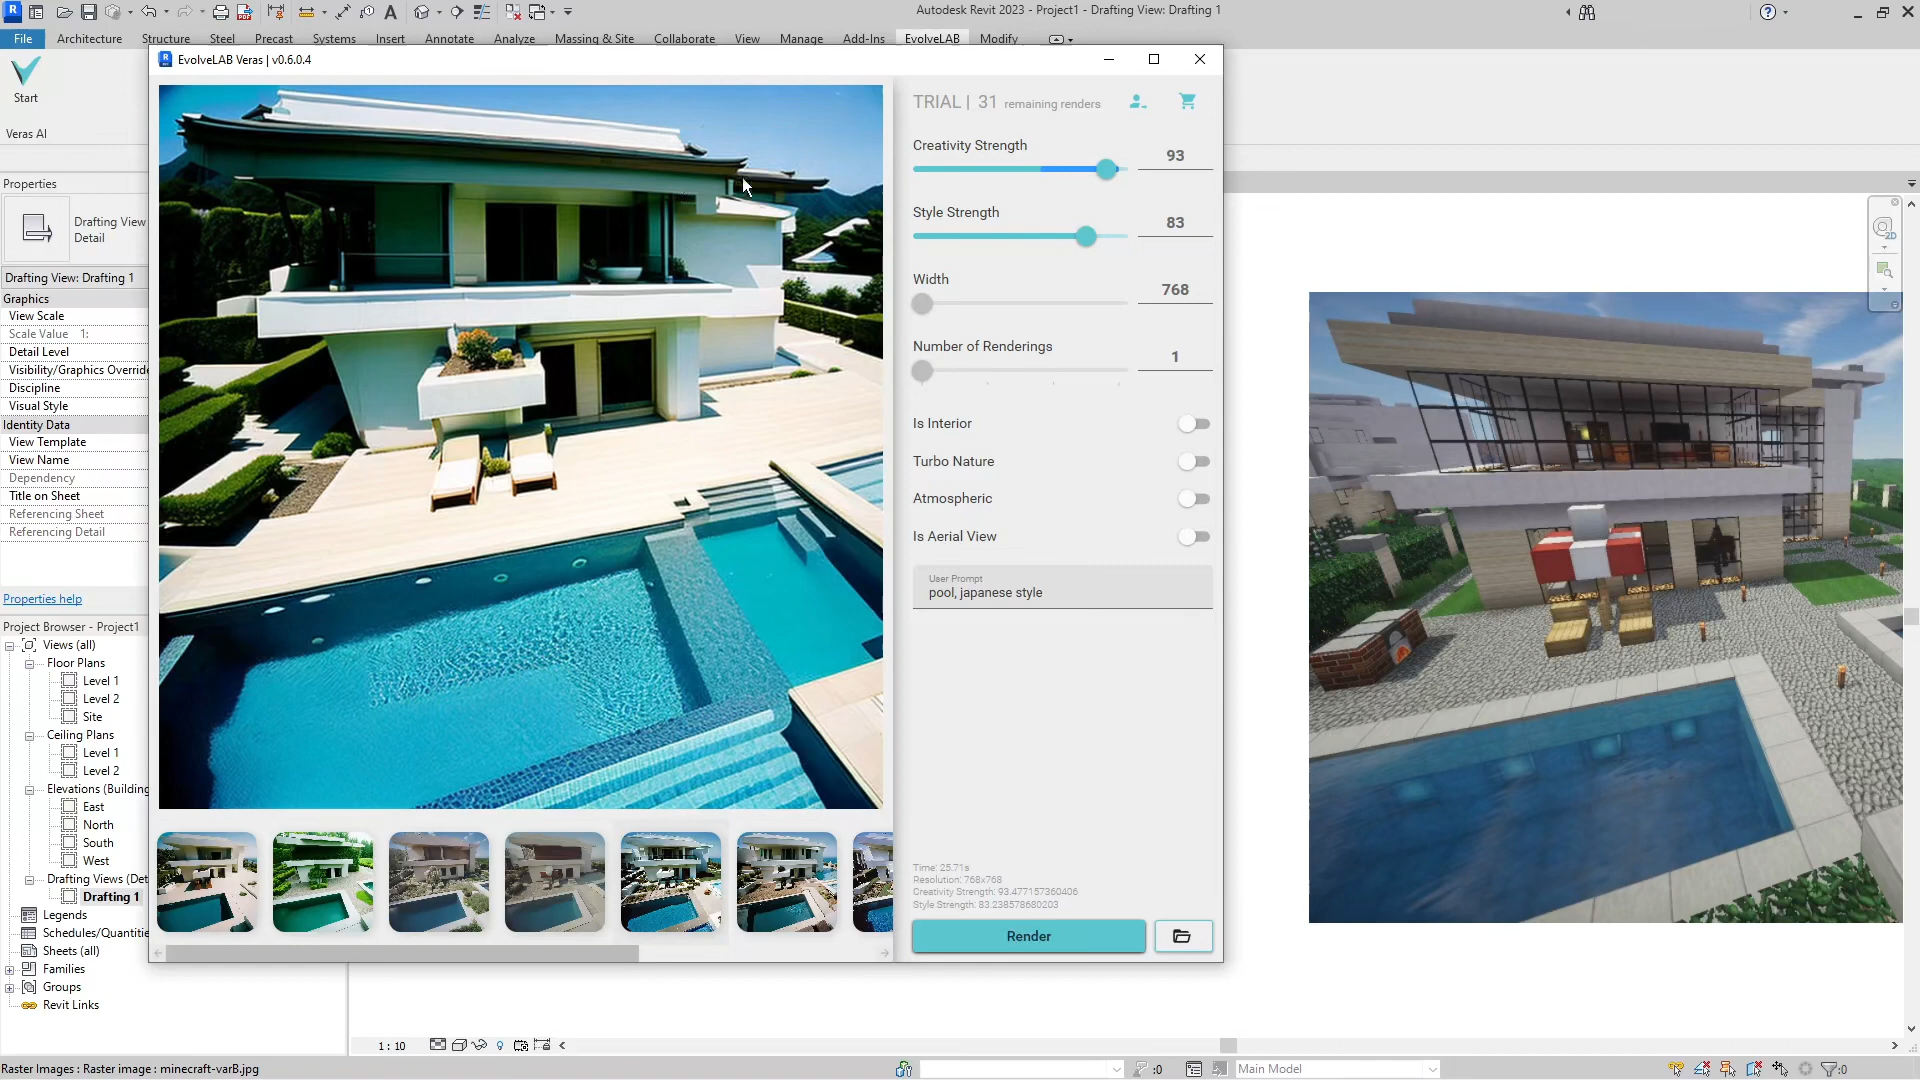 Autodesk Revit 2023 - Project1 - Drafting View: Drafting 1
File
Architecture
Structure
Steel
Precast
Systems
Insert
Annotate
Analyze
Massing & Site
Collaborate
View
Manage
Add-Ins
EvolveLAB
Modify
Start
Veras AI
Properties
Drafting View
Detail
Drafting View: Drafting 1
Graphics
View Scale
Scale Value 1:
Detail Level
Visibility/Graphics Override
Discipline
Visual Style
Identity Data
View Template
View Name
Dependency
Title on Sheet
Referencing Sheet
Referencing Detail
Properties help
Project Browser - Project1
Views (all)
Floor Plans
Level 1
Level 2
Site
Ceiling Plans
Level 1
Level 2
Elevations (Building
East
North
South
West
Drafting Views (Det
Drafting 1
Legends
Schedules/Quantitie
Sheets (all)
Families
Groups
Revit Links
EvolveLAB Veras | v0.6.0.4
TRIAL | 31 remaining renders
Creativity Strength
93
Style Strength
83
Width
768
Number of Renderings
1
Is Interior
Turbo Nature
Atmospheric
Is Aerial View
User Prompt
pool, japanese style
Time: 25.71s
Resolution: 768x768
Creativity Strength: 93.477157360406
Style Strength: 83.238578680203
Render
2D
1 : 10
Raster Images : Raster image : minecraft-varB.jpg
:0
Main Model
:0